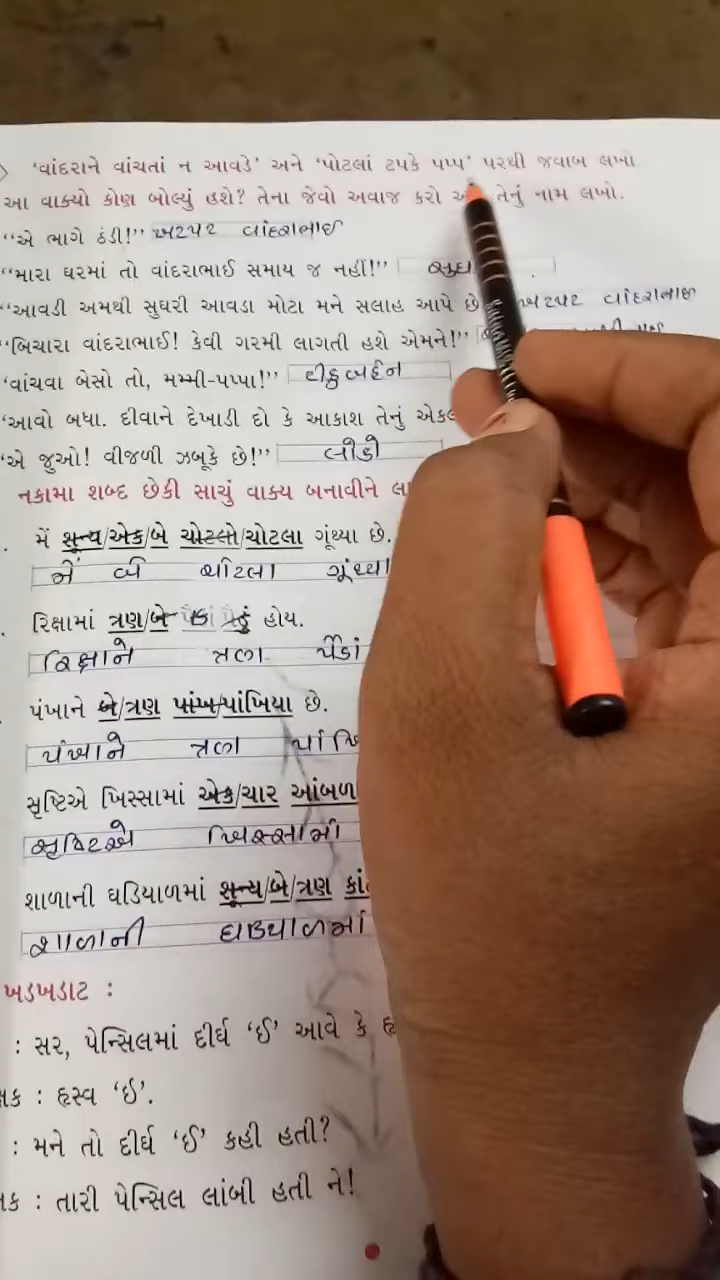 ‘વાંદરાને વાંચતાં ન આવડે’ અને ‘પોટલાં ટપકે પપ્પ’ પરથી જવાબ લખો
આ વાક્યો કોણ બોલ્યું હશે? તેના જેવો અવાજ કરો તેનું નામ લખો.
“એ ભાગે ઠંડી!” ખટપટ વાંદરાભાઈ
“મારા ઘરમાં તો વાંદરાભાઈ સમાય જ નહીં!”
“આવડી અમથી સુઘરી આવડા મોટા મને સલાહ આપે છે ખટપટ વાંદરાભાઈ
“બિચારા વાંદરાભાઈ! કેવી ગરમી લાગતી હશે એમને!”
‘વાંચવા બેસો તો, મમ્મી-પપ્પા!”
‘આવો બધા. દીવાને દેખાડી દો કે આકાશ તેનું
‘એ જુઓ! વીજળી ઝબૂકે છે!” લીડો
નકામા શબ્દ છેકી સાચું વાક્ય બનાવીને
મેં શૂન્ય/એક/બે ચોટલો/ચોટલા ગૂંથ્યા છે.
મેં બે ચોટલા ગૂંથ્યા
રિક્ષામાં ત્રણ/બે હોય.
રિક્ષાને ત્રણ પૈડાં
પંખાને બે/ત્રણ પાંખ/પાંખિયા છે.
પંખાને ત્રણ
સૃષ્ટિએ ખિસ્સામાં એક/ચાર
સૃષ્ટિએ ખિસ્સામાં
શાળાની ઘડિયાળમાં શૂન્ય/બે/ત્રણ
શાળાની ઘડિયાળમાં
ખડખડાટ :
: સર, પેન્સિલમાં દીર્ઘ ‘ઈ’ આવે કે
: હ્રસ્વ ‘ઇ’.
: મને તો દીર્ઘ ‘ઈ’ કહી હતી?
: તારી પેન્સિલ લાંબી હતી ને!